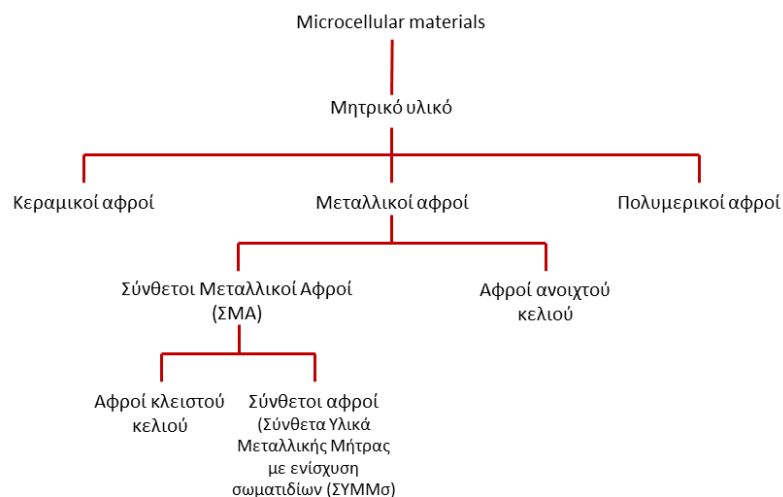 Microcellular materials
Μητρικό υλικό
Κεραμικοί αφροί
Μεταλλικοί αφροί
Πολυμερικοί αφροί
Σύνθετοι Μεταλλικοί Αφροί
(ΣΜΑ)
Αφροί ανοιχτού
κελιού
Αφροί κλειστού
κελιού
Σύνθετοι αφροί
(Σύνθετα Υλικά
Μεταλλικής Μήτρας
με ενίσχυση
σωματιδίων (ΣΥΜΜσ)